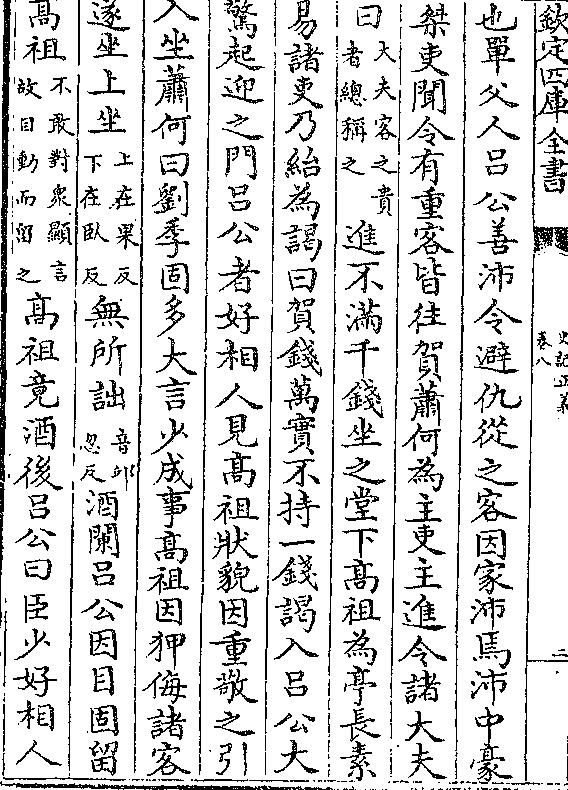 欽定四庫全書
史記正義
卷八
三
也單父人呂公善沛令避仇從之客因家沛焉沛中豪
桀吏聞令有重客皆往賀蕭何為主吏主進令諸大夫
曰大夫客之貴者總稱之進不滿千錢坐之堂下高祖為亭長素
易諸吏乃紿為謁曰賀錢萬實不持一錢謁入呂公大
驚起迎之門呂公者好相人見高祖狀貌因重敬之引
入坐蕭何曰劉季固多大言少成事高祖因狎侮諸客
遂坐上坐上在果反下在臥反無所詘音邱忽反酒闌呂公因目固留
高祖不敢對衆顯言故目動而留之高祖竟酒後呂公曰臣少好相人